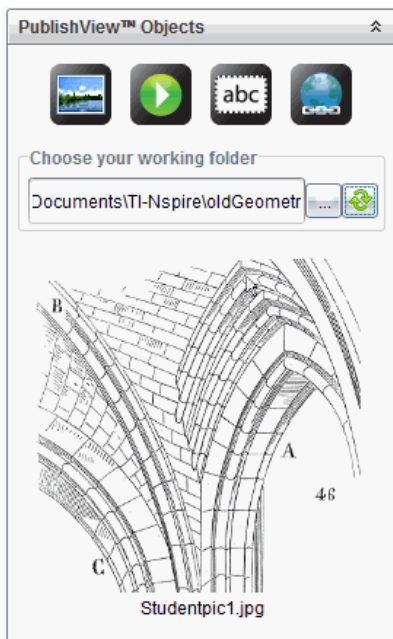 PublishView™ Objects
abc
Choose your working folder
Documents\TI-Nspire\oldGeometr
...
B
A
46
C
Studentpic1.jpg